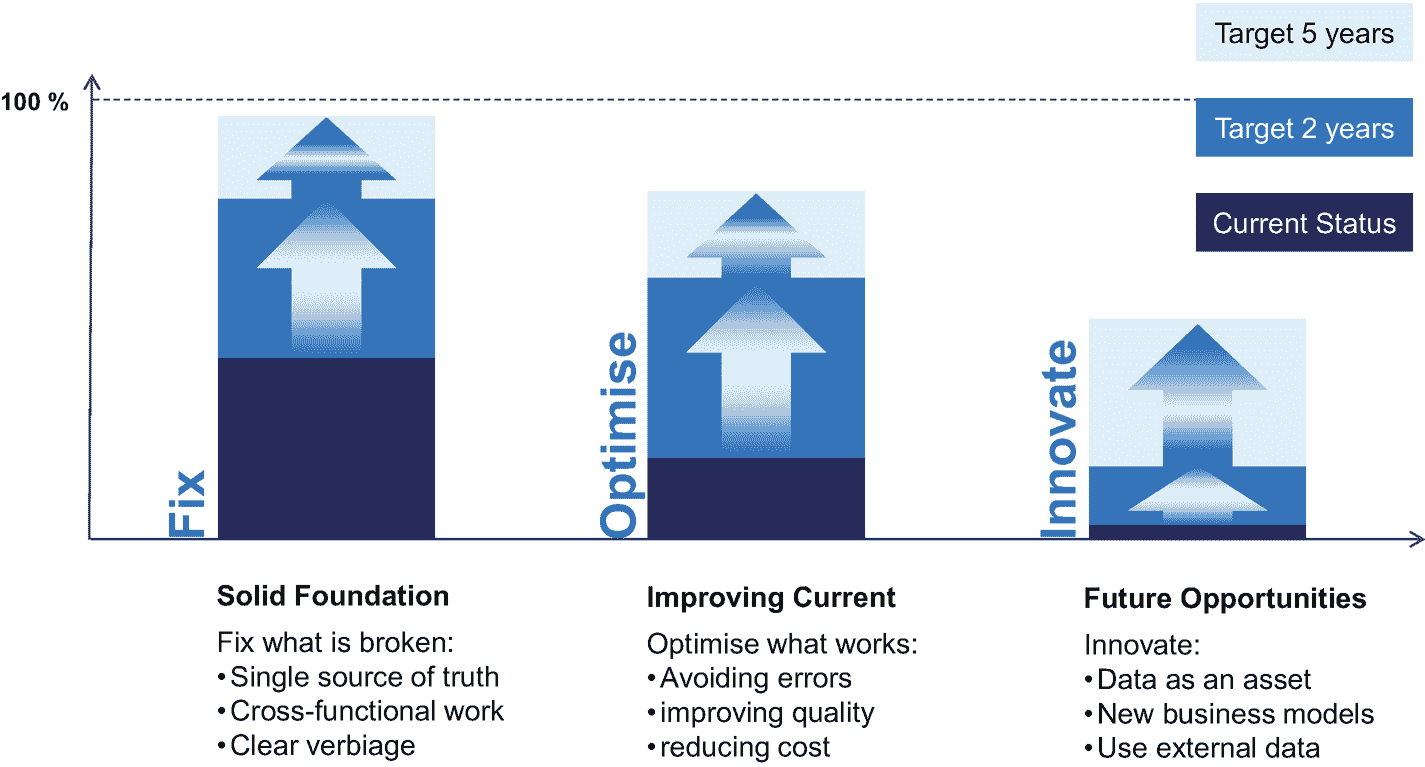 Target 5 years
100 %
Target 2 years
Current Status
Fix
Optimise
Innovate
Solid Foundation
Fix what is broken:
• Single source of truth
• Cross-functional work
• Clear verbiage
Improving Current
Optimise what works:
• Avoiding errors
• improving quality
• reducing cost
Future Opportunities
Innovate:
• Data as an asset
• New business models
• Use external data